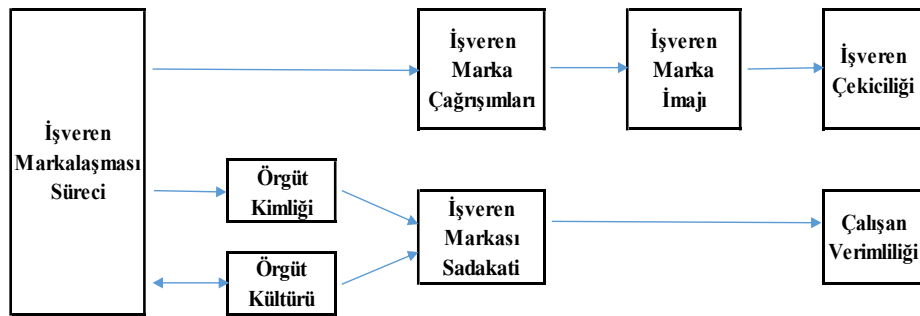 İşveren
Markalaşması
Süreci
İşveren
Marka
Çağrışımları
İşveren
Marka
İmajı
İşveren
Çekiciliği
Örgüt
Kimliği
Örgüt
Kültürü
İşveren
Markası
Sadakati
Çalışan
Verimliliği